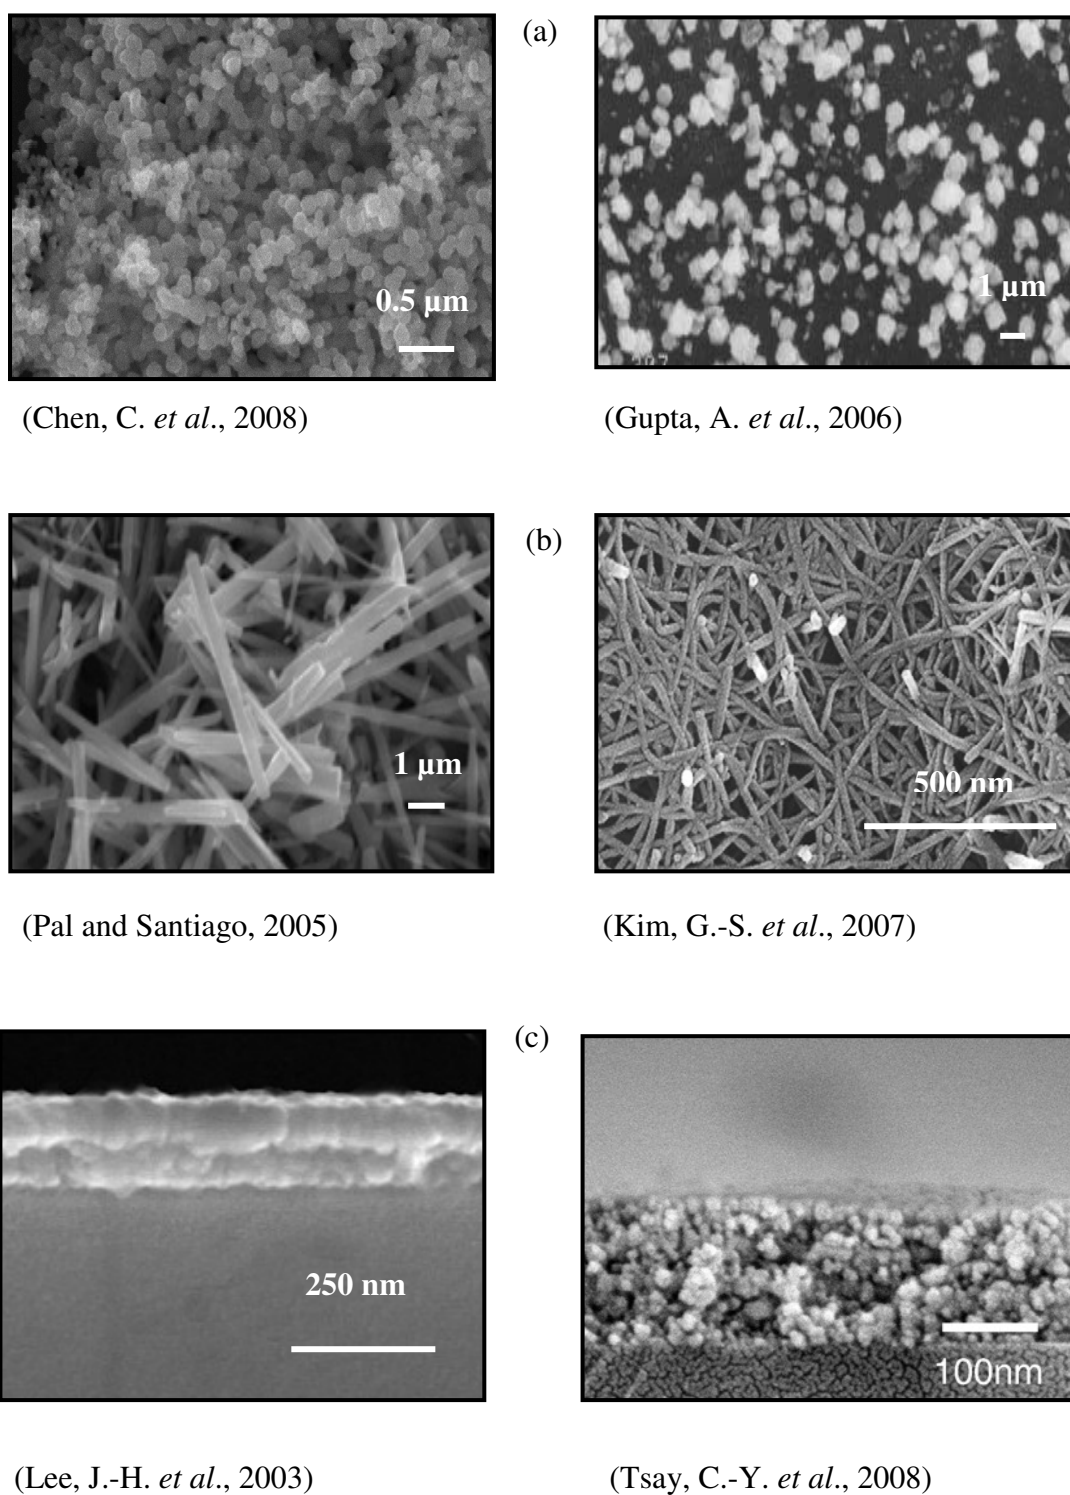 (a)
0.5 µm
1 µm
(Chen, C. et al., 2008)
(Gupta, A. et al., 2006)
(b)
1 µm
500 nm
(Pal and Santiago, 2005)
(Kim, G.-S. et al., 2007)
(c)
250 nm
100nm
(Lee, J.-H. et al., 2003)
(Tsay, C.-Y. et al., 2008)